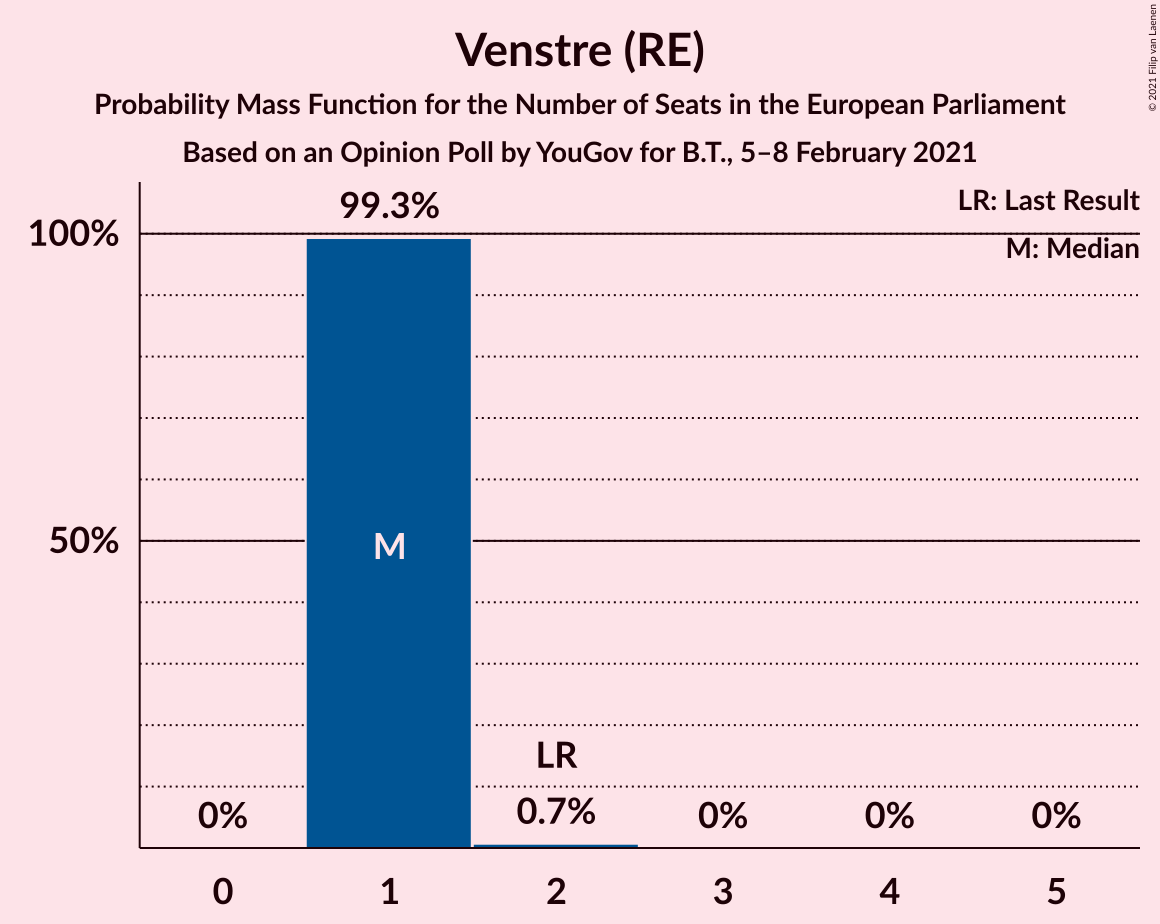 Venstre (RE)
Probability Mass Function for the Number of Seats in the European Parliament
Based on an Opinion Poll by YouGov for B.T., 5–8 February 2021
© 2021 Filip van Laenen
LR: Last Result
M: Median
99.3%
100%
50%
M
LR
0%
0.7%
0%
0%
0%
0
1
2
3
4
5